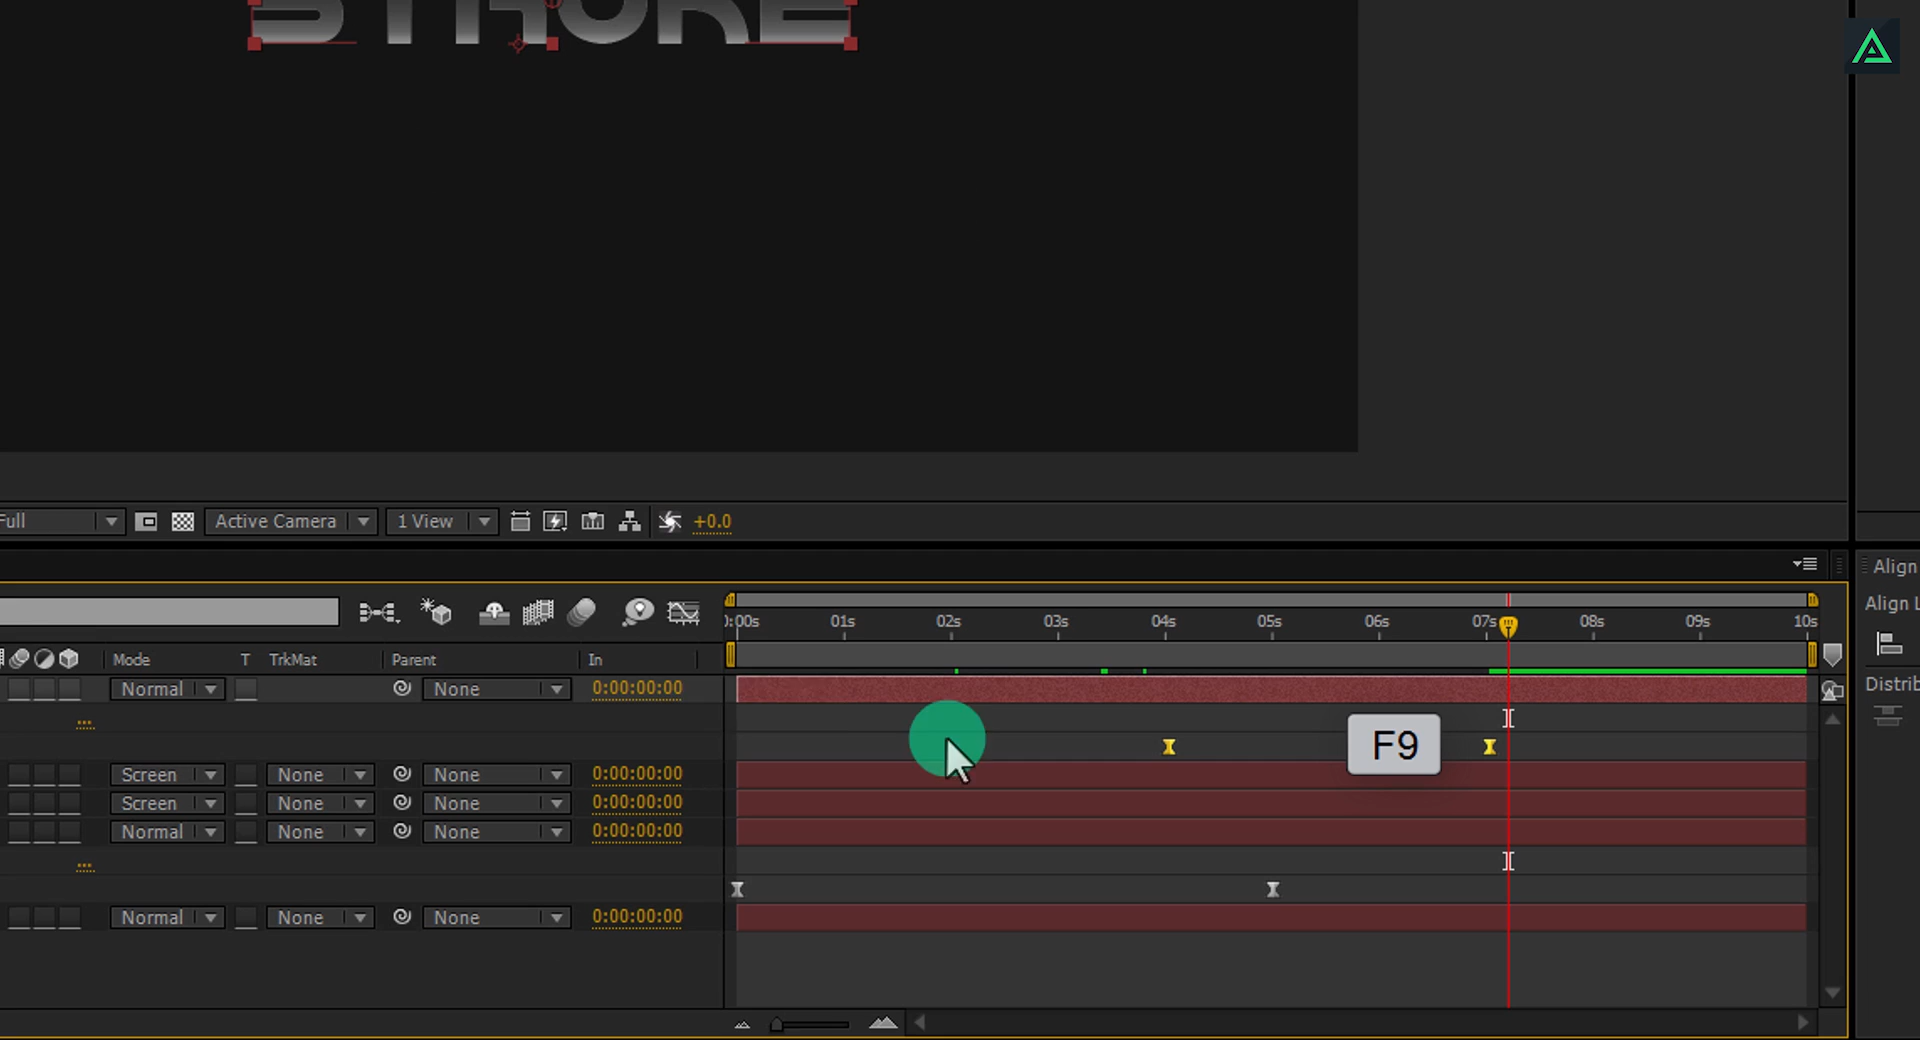 STROKE
Full
Active Camera
1 View
+0.0
Align
Align L
Distrib
0:00s 01s 02s 03s 04s 05s 06s 07s 08s 09s 10s
Mode T TrkMat Parent In
Normal None 0:00:00:00
F9
Screen None None 0:00:00:00
Screen None None 0:00:00:00
Normal None None 0:00:00:00
Normal None None 0:00:00:00